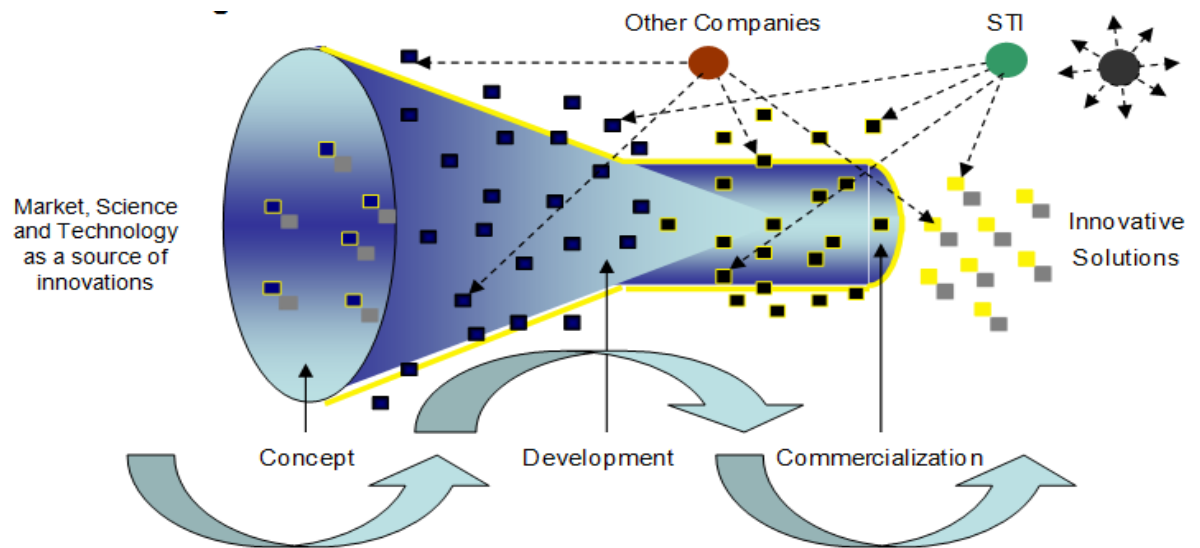 Other Companies
STI
Market, Science
and Technology
as a source of
innovations
Innovative
Solutions
Concept
Development
Commercialization